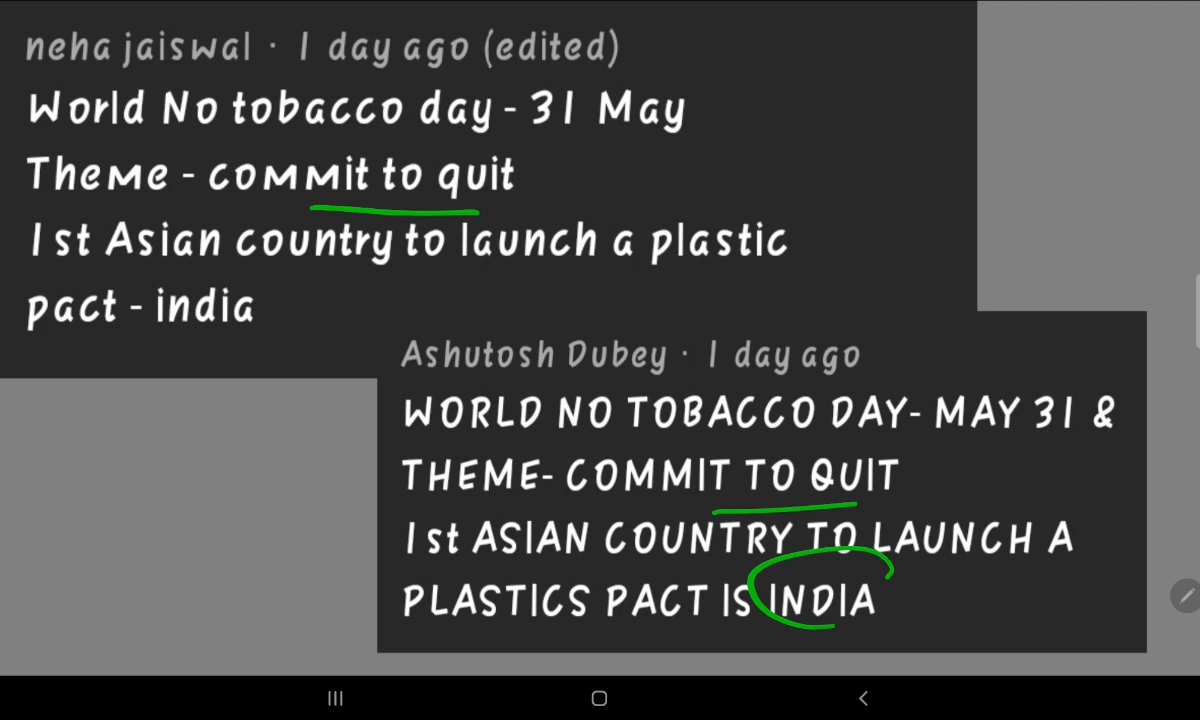 neha jaiswal · 1 day ago (edited)
World No tobacco day - 31 May
Theme - commit to quit
1st Asian country to launch a plastic
pact - india
Ashutosh Dubey · 1 day ago
WORLD NO TOBACCO DAY- MAY 31 &
THEME- COMMIT TO QUIT
1st ASIAN COUNTRY TO LAUNCH A
PLASTICS PACT IS INDIA